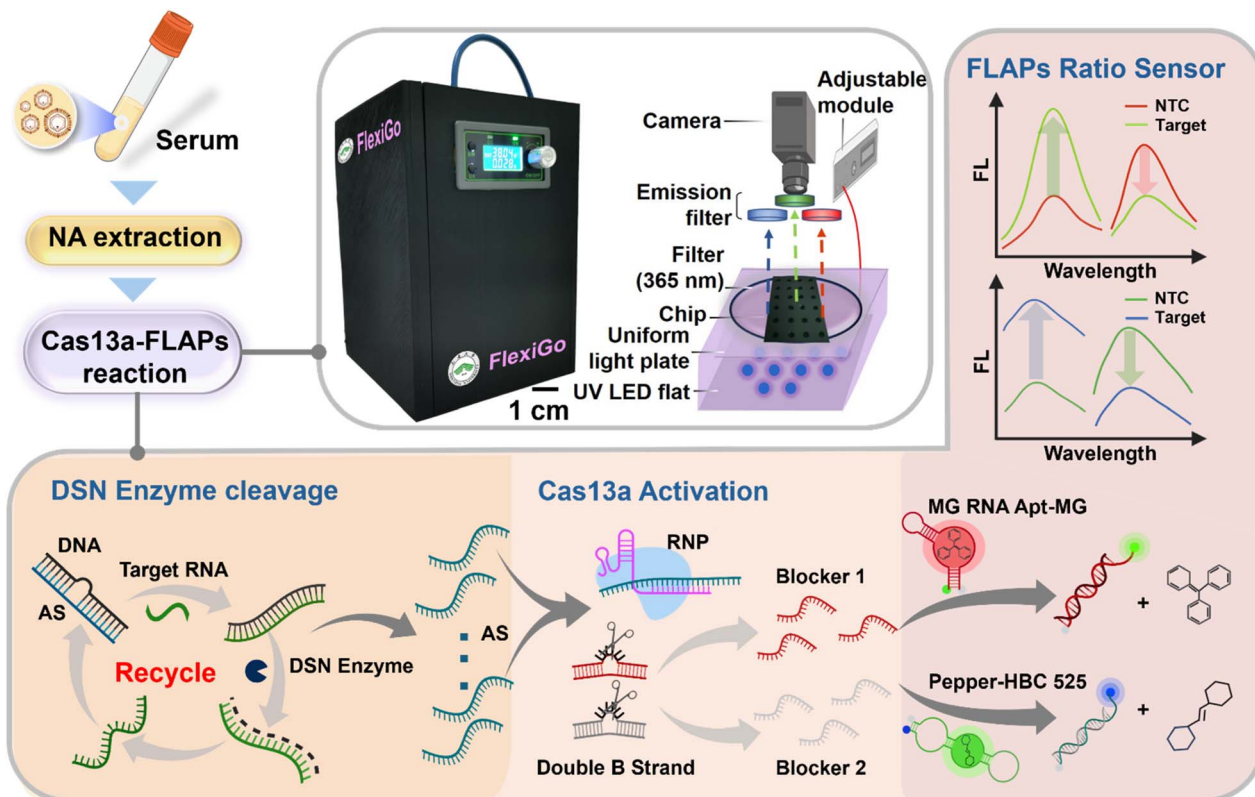 Serum
NA extraction
Cas13a-FLAPs
reaction
FlexiGo
FlexiGo
1 cm
Camera
Adjustable
module
Emission
filter
Filter
(365 nm)
Chip
Uniform
light plate
UV LED flat
FLAPs Ratio Sensor
FL
NTC
Target
Wavelength
FL
NTC
Target
Wavelength
DSN Enzyme cleavage
DNA
AS
Target RNA
Recycle
DSN Enzyme
AS
Cas13a Activation
RNP
Double B Strand
Blocker 1
Blocker 2
MG RNA Apt-MG
+
Pepper-HBC 525
+